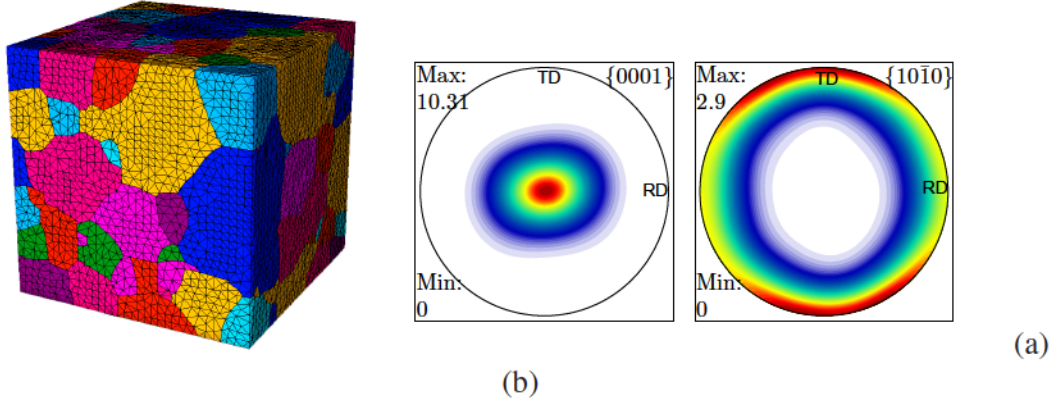 Max:
10.31
TD
{0001}
RD
Min:
0
Max:
2.9
TD
{101̄0}
RD
Min:
0
(a)
(b)